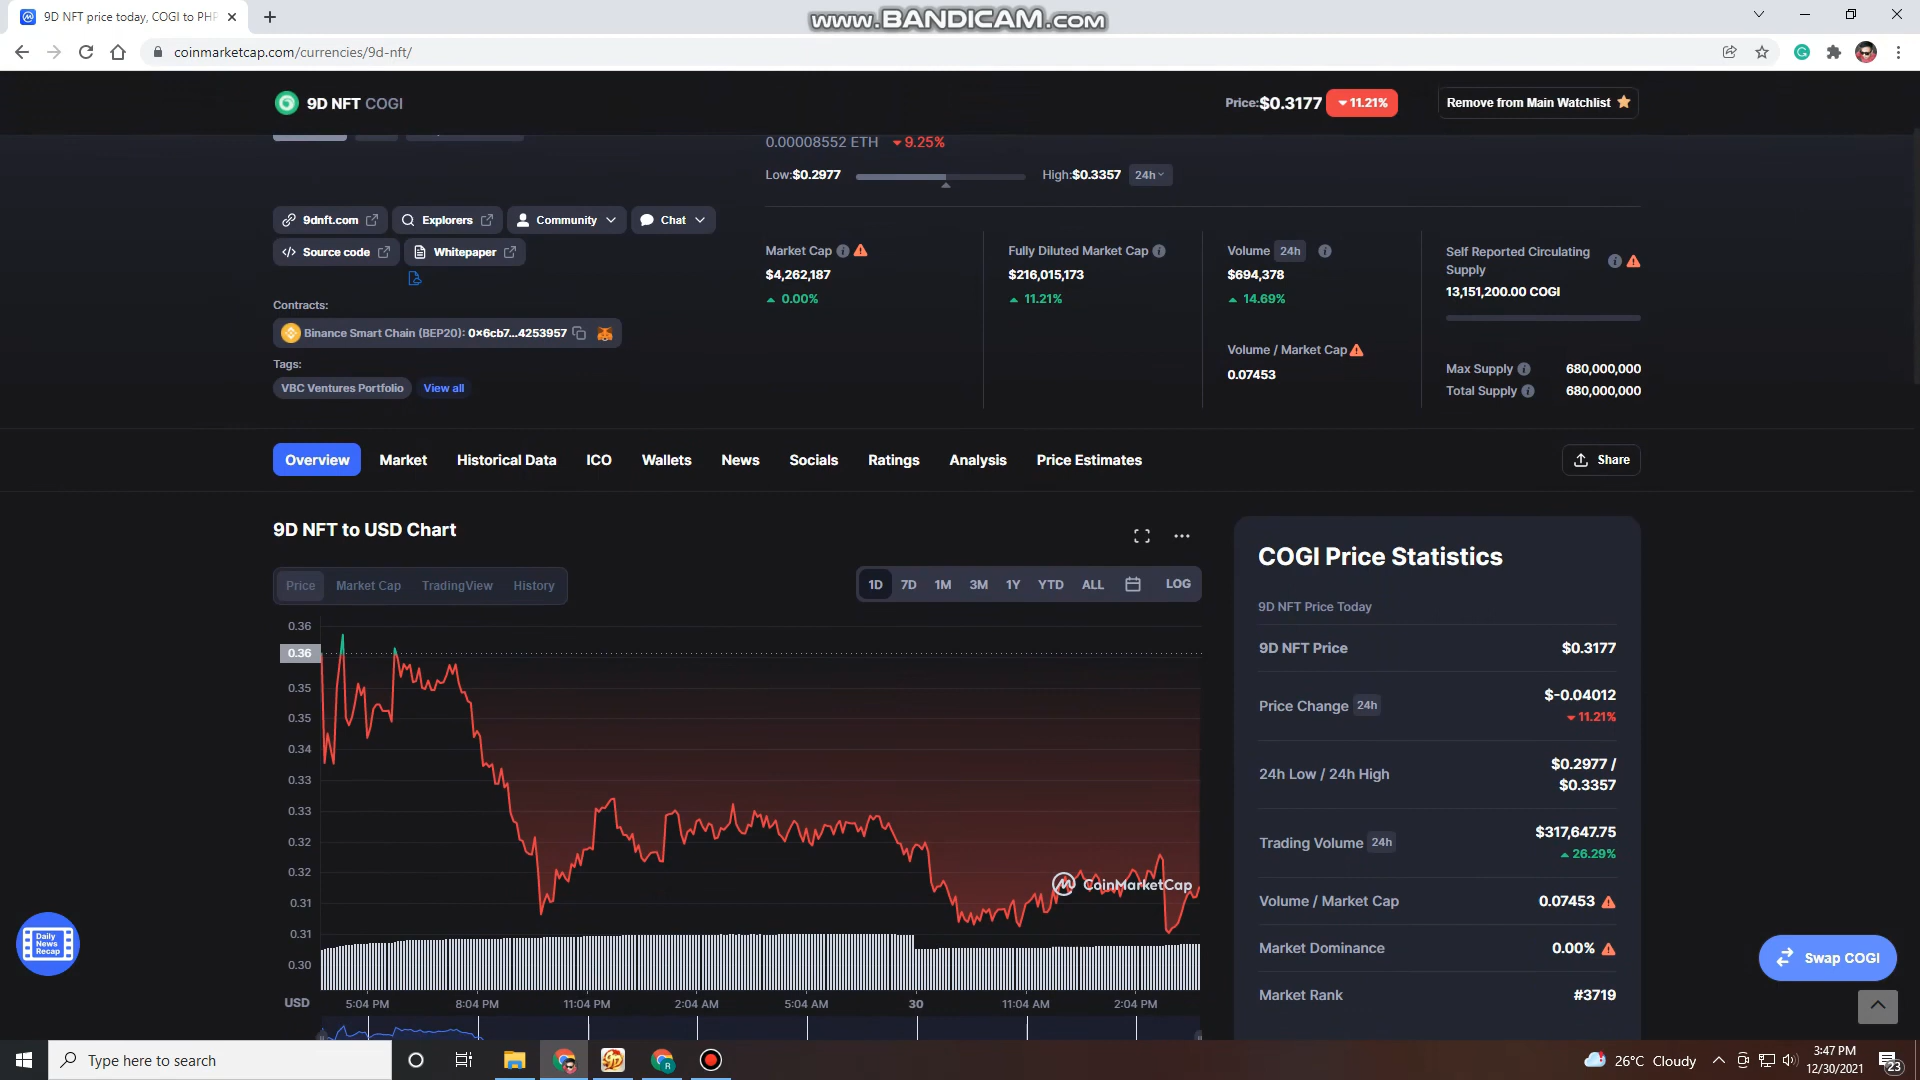 9D NFT price today, COGI to PHP
www.BANDICAM.com
coinmarketcap.com/currencies/9d-nft/
9D NFT COGI
Price:$0.3177 11.21%
Remove from Main Watchlist
0.00008552 ETH 9.25%
Low:$0.2977
High:$0.3357 24h
9dnft.com Explorers Community Chat
Source code Whitepaper
Contracts:
Binance Smart Chain (BEP20): 0x6cb7...4253957
Tags:
VBC Ventures Portfolio View all
Market Cap
$4,262,187
0.00%
Fully Diluted Market Cap
$216,015,173
11.21%
Volume 24h
$694,378
14.69%
Volume / Market Cap
0.07453
Self Reported Circulating
Supply
13,151,200.00 COGI
Max Supply 680,000,000
Total Supply 680,000,000
Overview Market Historical Data ICO Wallets News Socials Ratings Analysis Price Estimates
Share
9D NFT to USD Chart
Price Market Cap TradingView History
1D 7D 1M 3M 1Y YTD ALL LOG
0.36
0.36
0.35
0.35
0.34
0.33
0.33
0.32
0.32
0.31
0.31
0.30
CoinMarketCap
USD 5:04 PM 8:04 PM 11:04 PM 2:04 AM 5:04 AM 30 11:04 AM 2:04 PM
COGI Price Statistics
9D NFT Price Today
9D NFT Price $0.3177
Price Change 24h $-0.04012
11.21%
24h Low / 24h High $0.2977 /
$0.3357
Trading Volume 24h $317,647.75
26.29%
Volume / Market Cap 0.07453
Market Dominance 0.00%
Market Rank #3719
Daily
News
Recap
Swap COGI
Type here to search
9D
R
26°C Cloudy
3:47 PM
12/30/2021
23